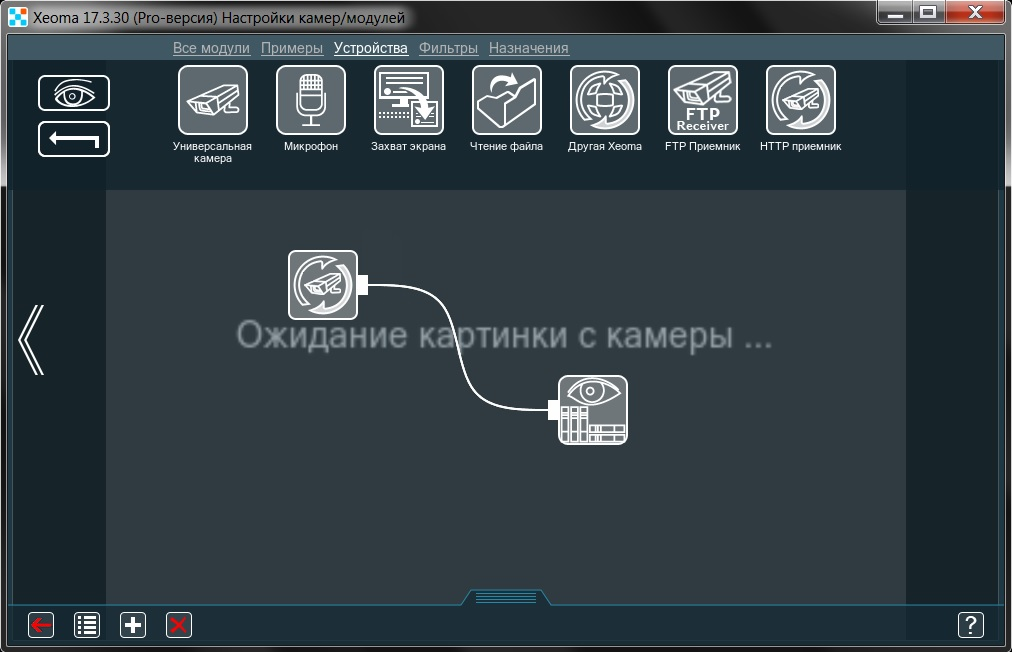 Xeoma 17.3.30 (Pro-версия) Настройки камер/модулей
Все модули Примеры Устройства Фильтры Назначения
FTP
Receiver
Универсальная
камера
Микрофон
Захват экрана
Чтение файла
Другая Xeoma
FTP Приемник
HTTP приемник
Ожидание картинки с камеры ...
?